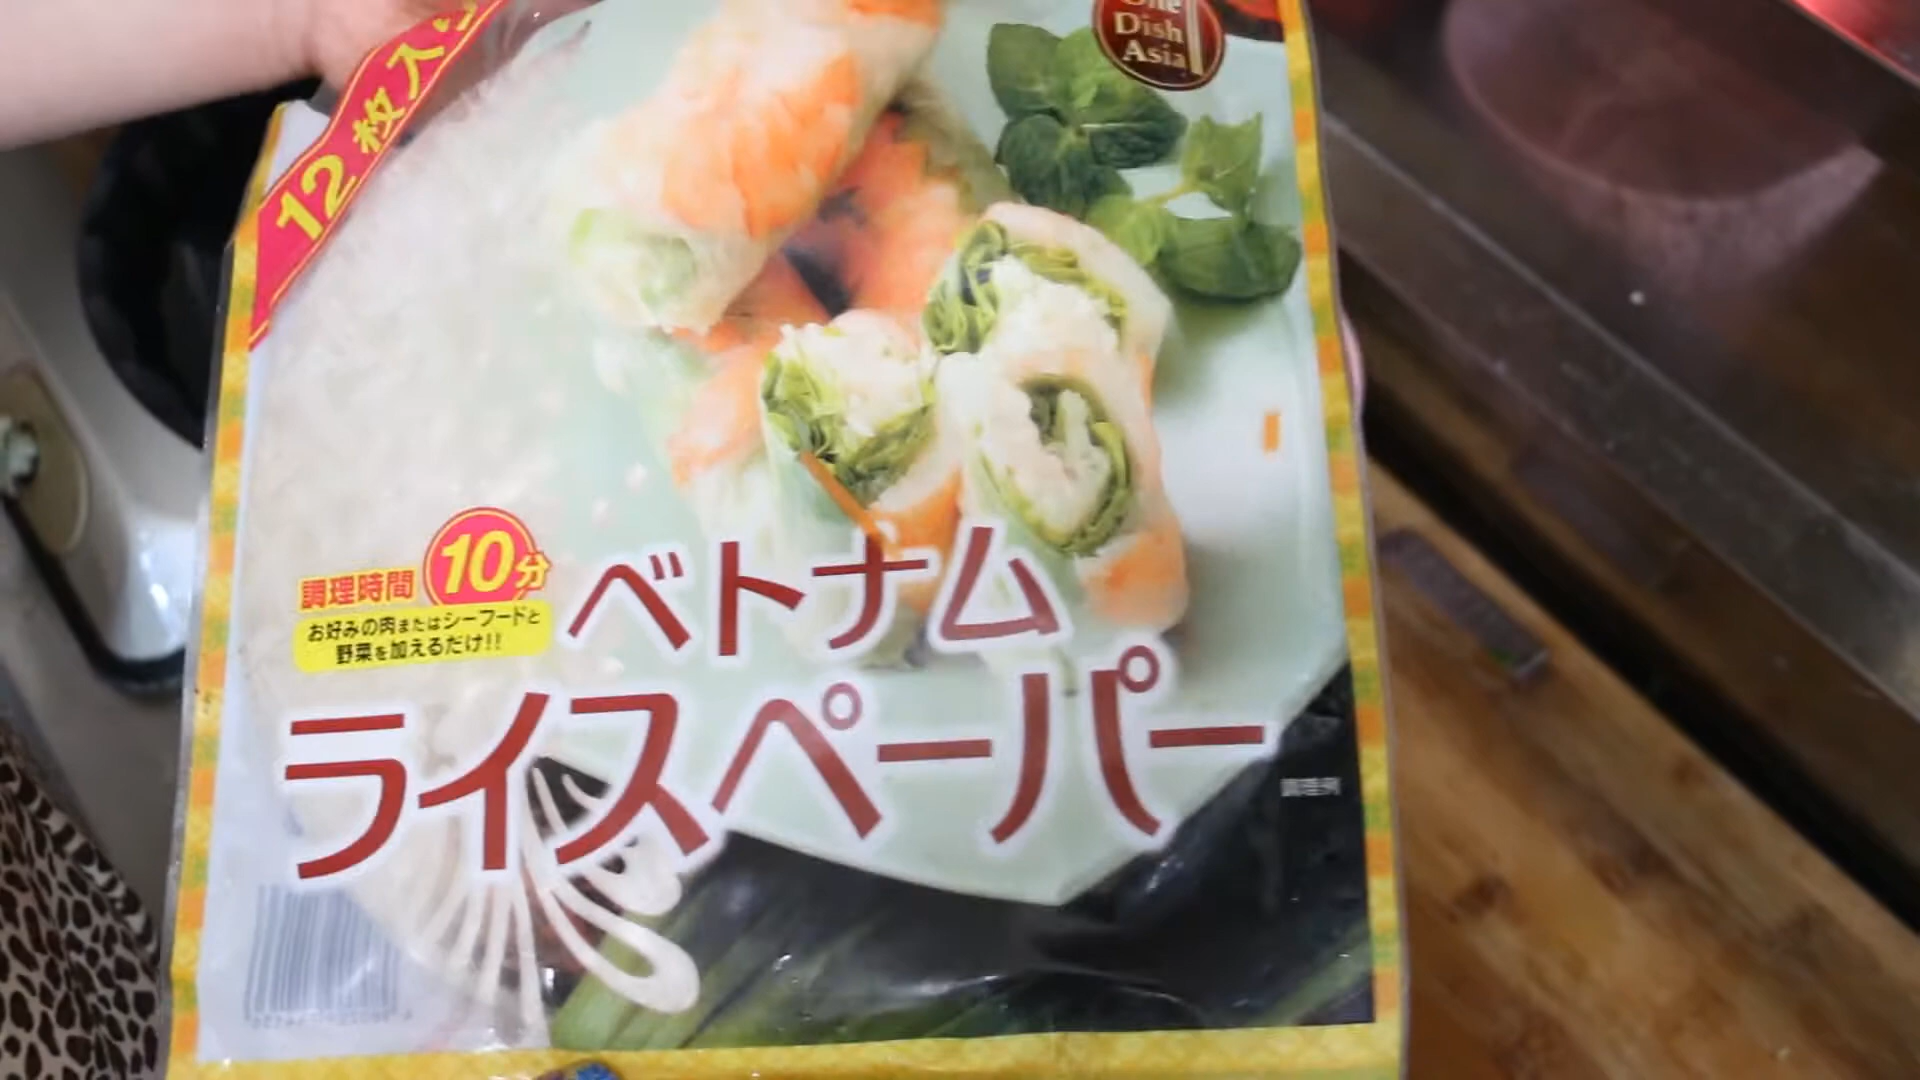 12枚入り
One
Dish
Asia
調理時間
10分
お好みの肉またはシーフードと
野菜を加えるだけ!!
ベトナム
ライスペーパー
調理例